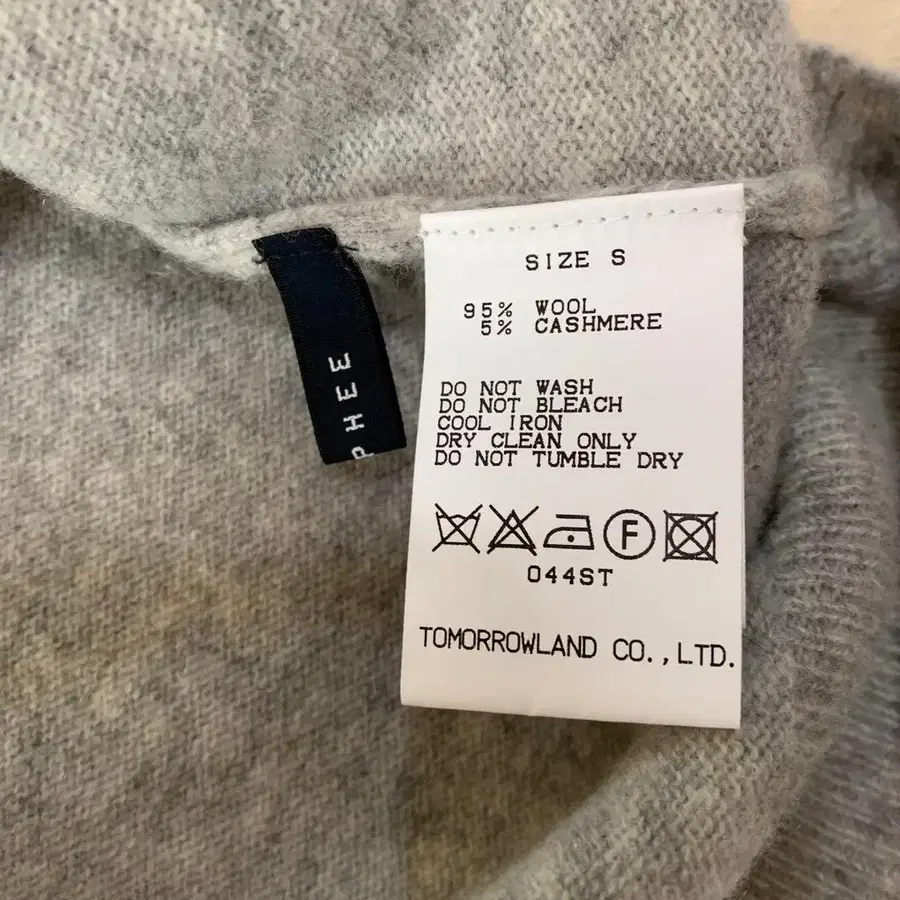 PHEE
SIZE S
95% WOOL
5% CASHMERE
DO NOT WASH
DO NOT BLEACH
COOL IRON
DRY CLEAN ONLY
DO NOT TUMBLE DRY
F
044ST
TOMORROWLAND CO.,LTD.